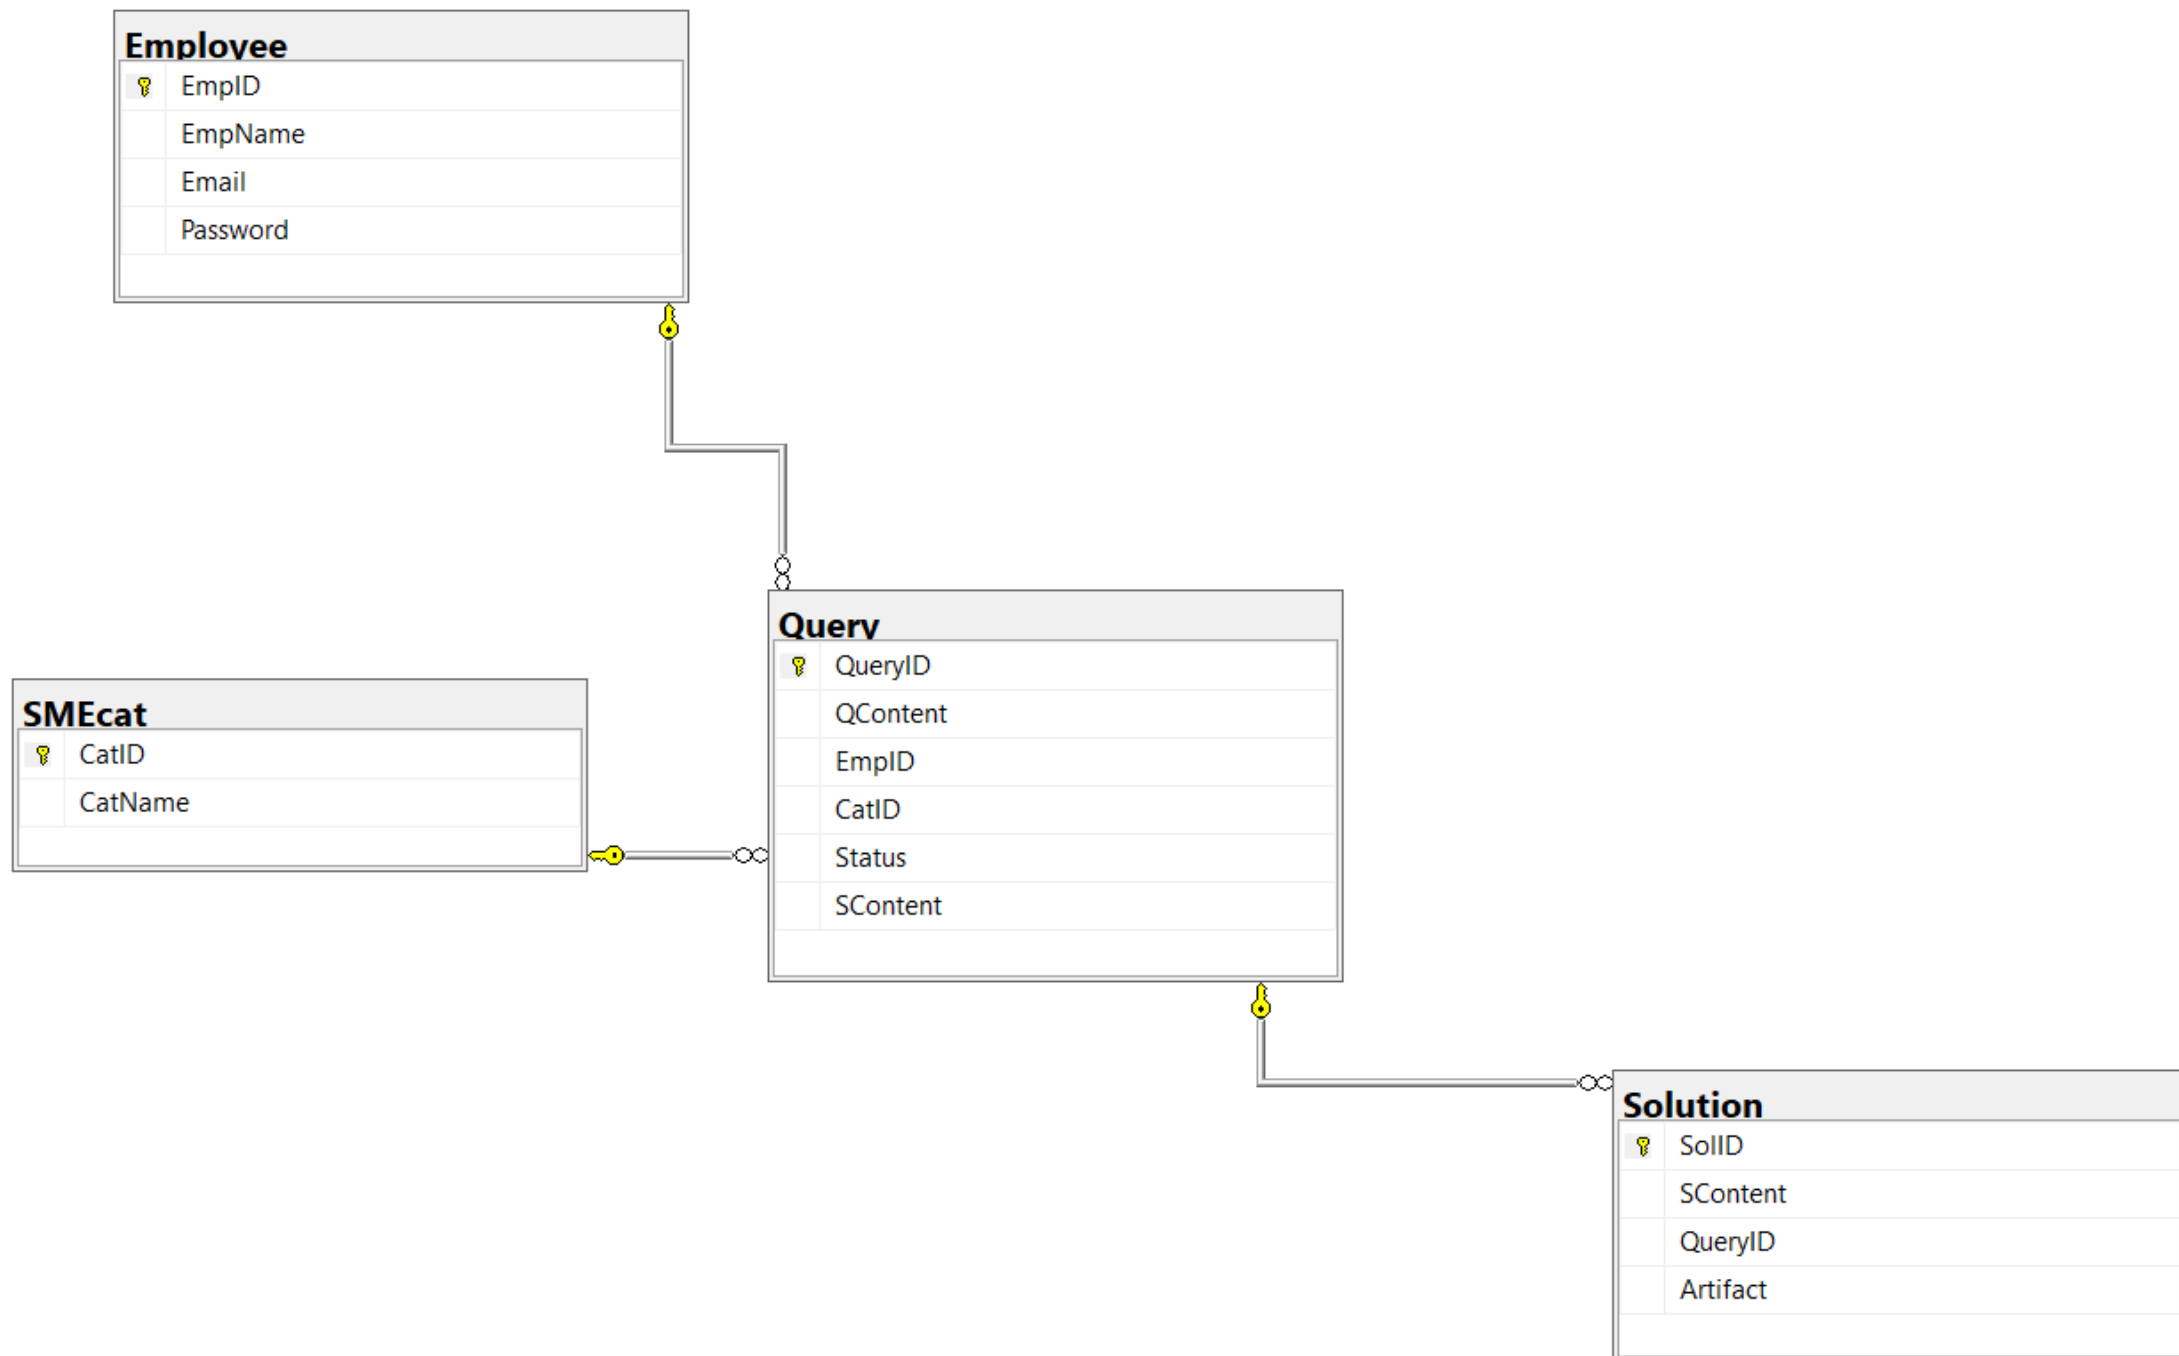 Employee
EmpID
EmpName
Email
Password
Query
QueryID
QContent
EmpID
CatID
Status
SContent
SMEcat
CatID
CatName
Solution
SolID
SContent
QueryID
Artifact